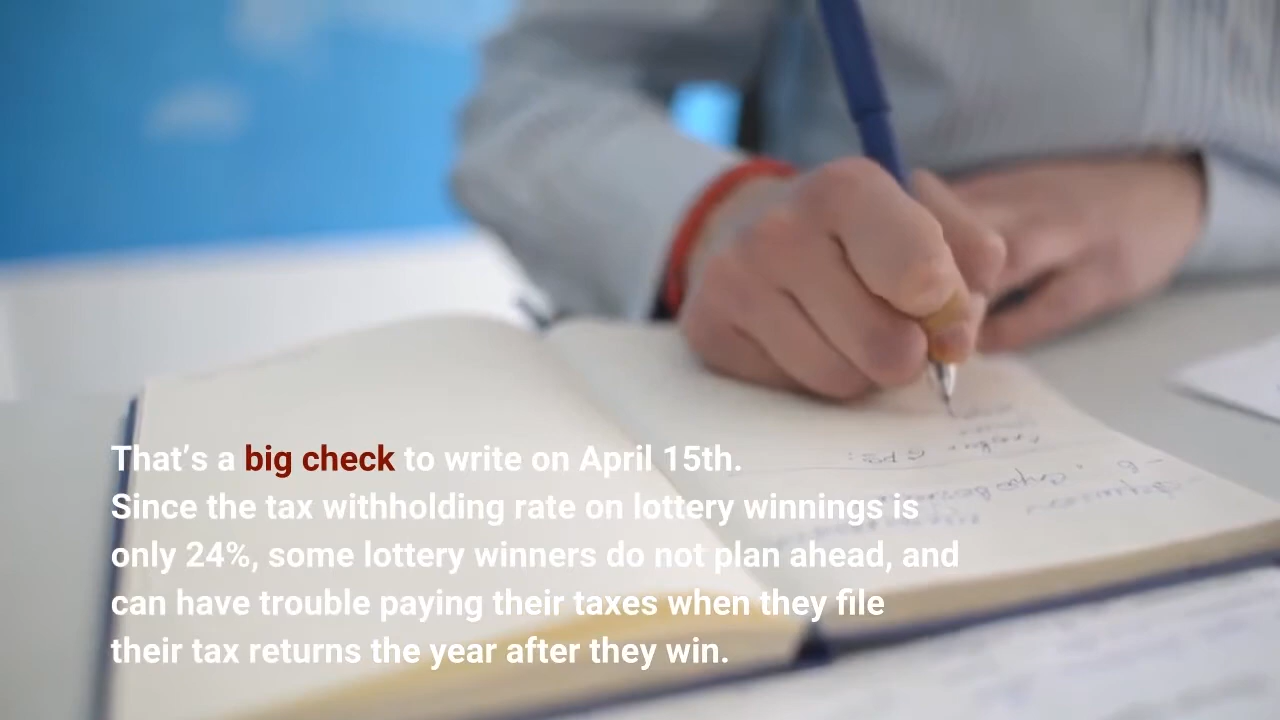 That’s a big check to write on April 15th.
Since the tax withholding rate on lottery winnings is
only 24%, some lottery winners do not plan ahead, and
can have trouble paying their taxes when they file
their tax returns the year after they win.